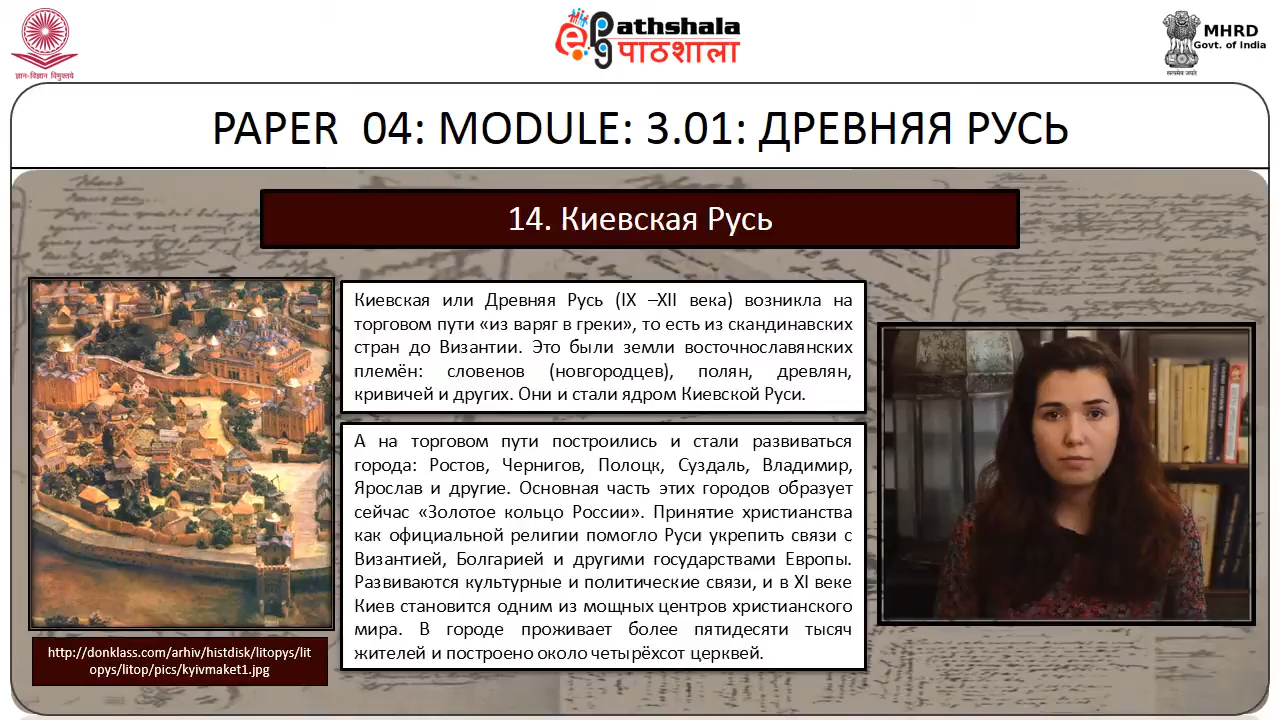 ज्ञान-विज्ञान विमुक्तये
ePg Pathshala
पाठशाला
MHRD
Govt. of India
सत्यमेव जयते
PAPER 04: MODULE: 3.01: ДРЕВНЯЯ РУСЬ
14. Киевская Русь
Киевская или Древняя Русь (IX –XII века) возникла на
торговом пути «из варяг в греки», то есть из скандинавских
стран до Византии. Это были земли восточнославянских
племён: словенов (новгородцев), полян, древлян,
кривичей и других. Они и стали ядром Киевской Руси.
А на торговом пути построились и стали развиваться
города: Ростов, Чернигов, Полоцк, Суздаль, Владимир,
Ярослав и другие. Основная часть этих городов образует
сейчас «Золотое кольцо России». Принятие христианства
как официальной религии помогло Руси укрепить связи с
Византией, Болгарией и другими государствами Европы.
Развиваются культурные и политические связи, и в XI веке
Киев становится одним из мощных центров христианского
мира. В городе проживает более пятидесяти тысяч
жителей и построено около четырёхсот церквей.
http://donklass.com/arhiv/histdisk/litopys/lit
opys/litop/pics/kyivmaket1.jpg